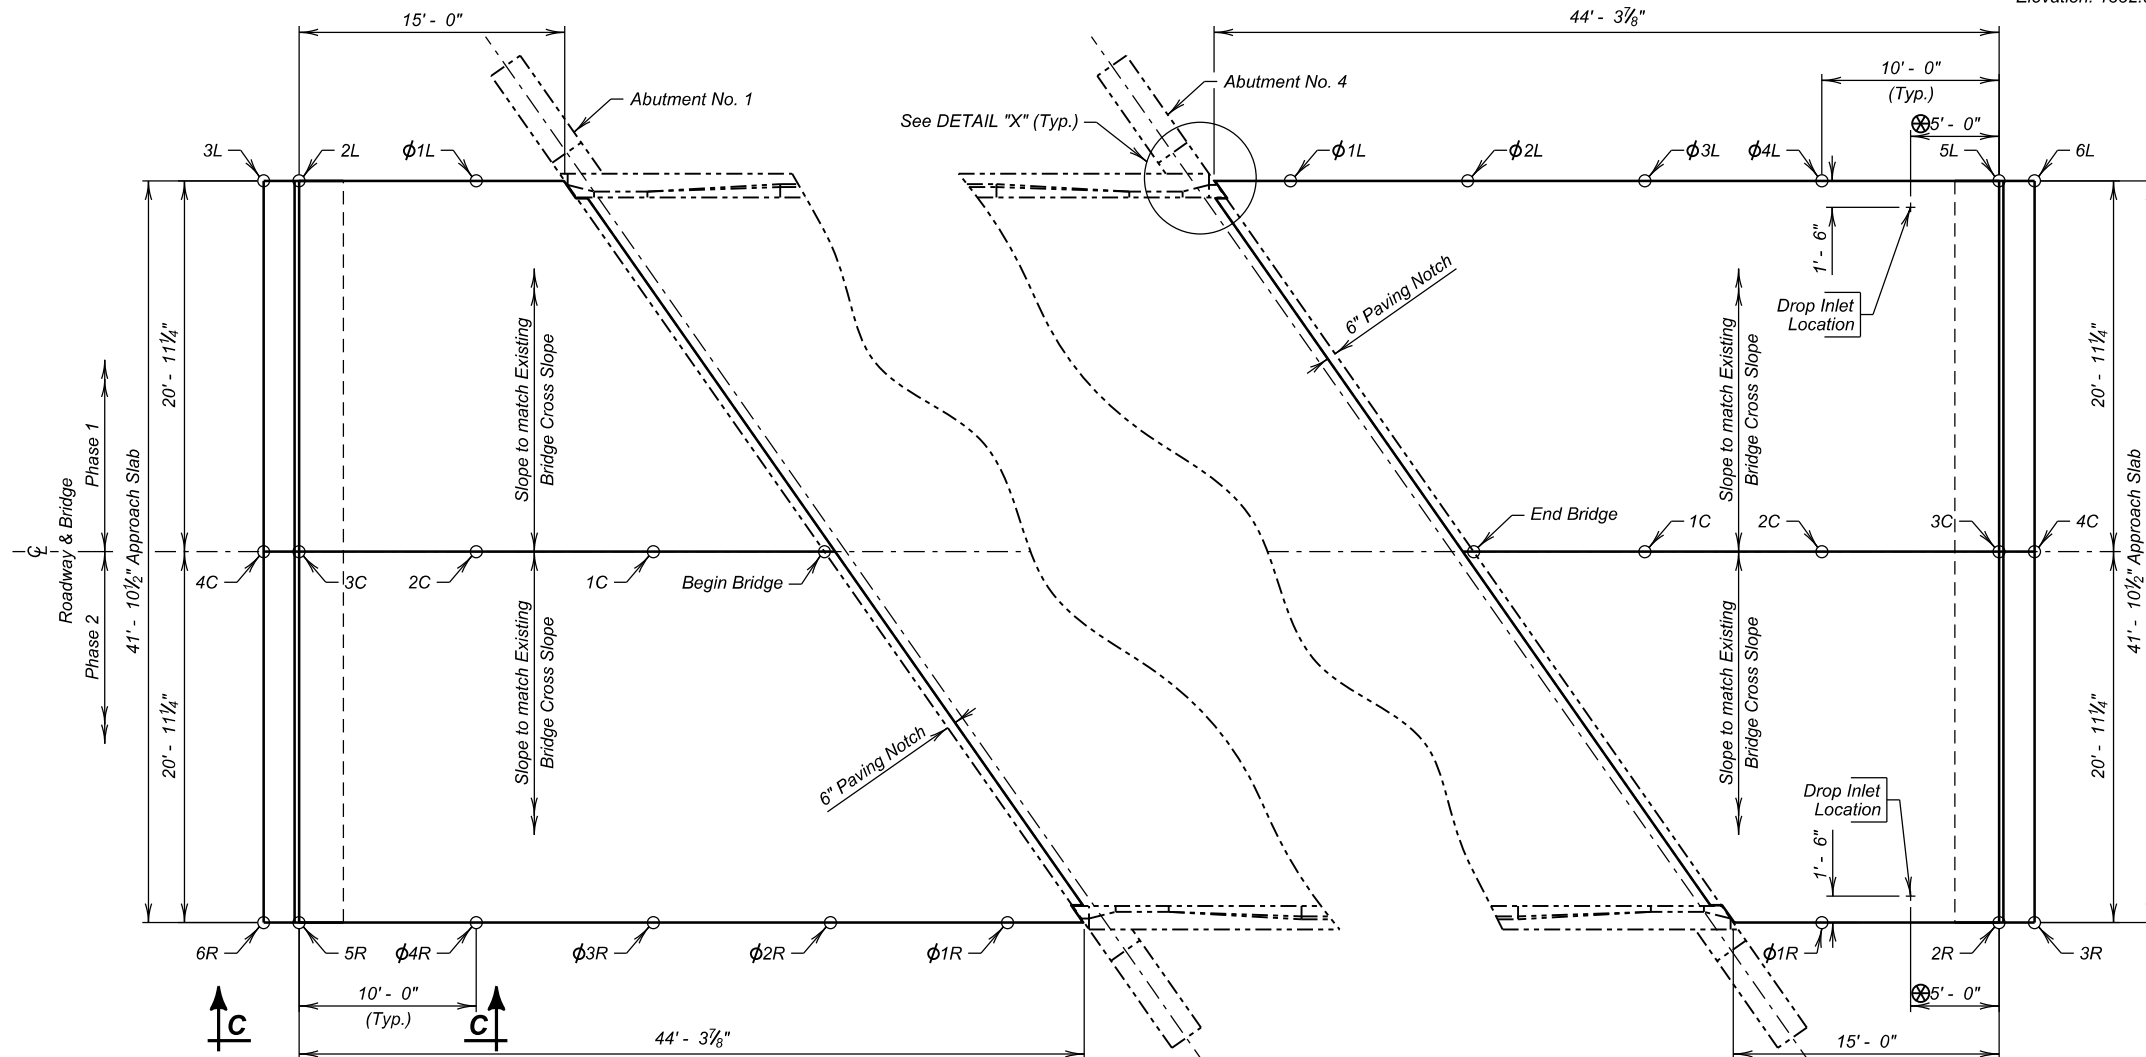 15' - 0"
44' - 3⅞"
10' - 0"
(Typ.)
Abutment No. 1
Abutment No. 4
See DETAIL "X" (Typ.)
⊛5' - 0"
3L
2L
ϕ1L
ϕ1L
ϕ2L
ϕ3L
ϕ4L
5L
6L
1' - 6"
Drop Inlet
Location
6" Paving Notch
20' - 11¼"
41' - 10½" Approach Slab
Phase 1
Roadway & Bridge
Phase 2
Slope to match Existing
Bridge Cross Slope
Slope to match Existing
Bridge Cross Slope
20' - 11¼"
41' - 10½" Approach Slab
End Bridge
1C
2C
3C
4C
℄
4C
3C
2C
1C
Begin Bridge
20' - 11¼"
Slope to match Existing
Bridge Cross Slope
6" Paving Notch
Slope to match Existing
Bridge Cross Slope
20' - 11¼"
Drop Inlet
Location
1' - 6"
6R
5R
ϕ4R
ϕ3R
ϕ2R
ϕ1R
ϕ1R
2R
3R
10' - 0"
(Typ.)
⊛5' - 0"
C
C
44' - 3⅞"
15' - 0"